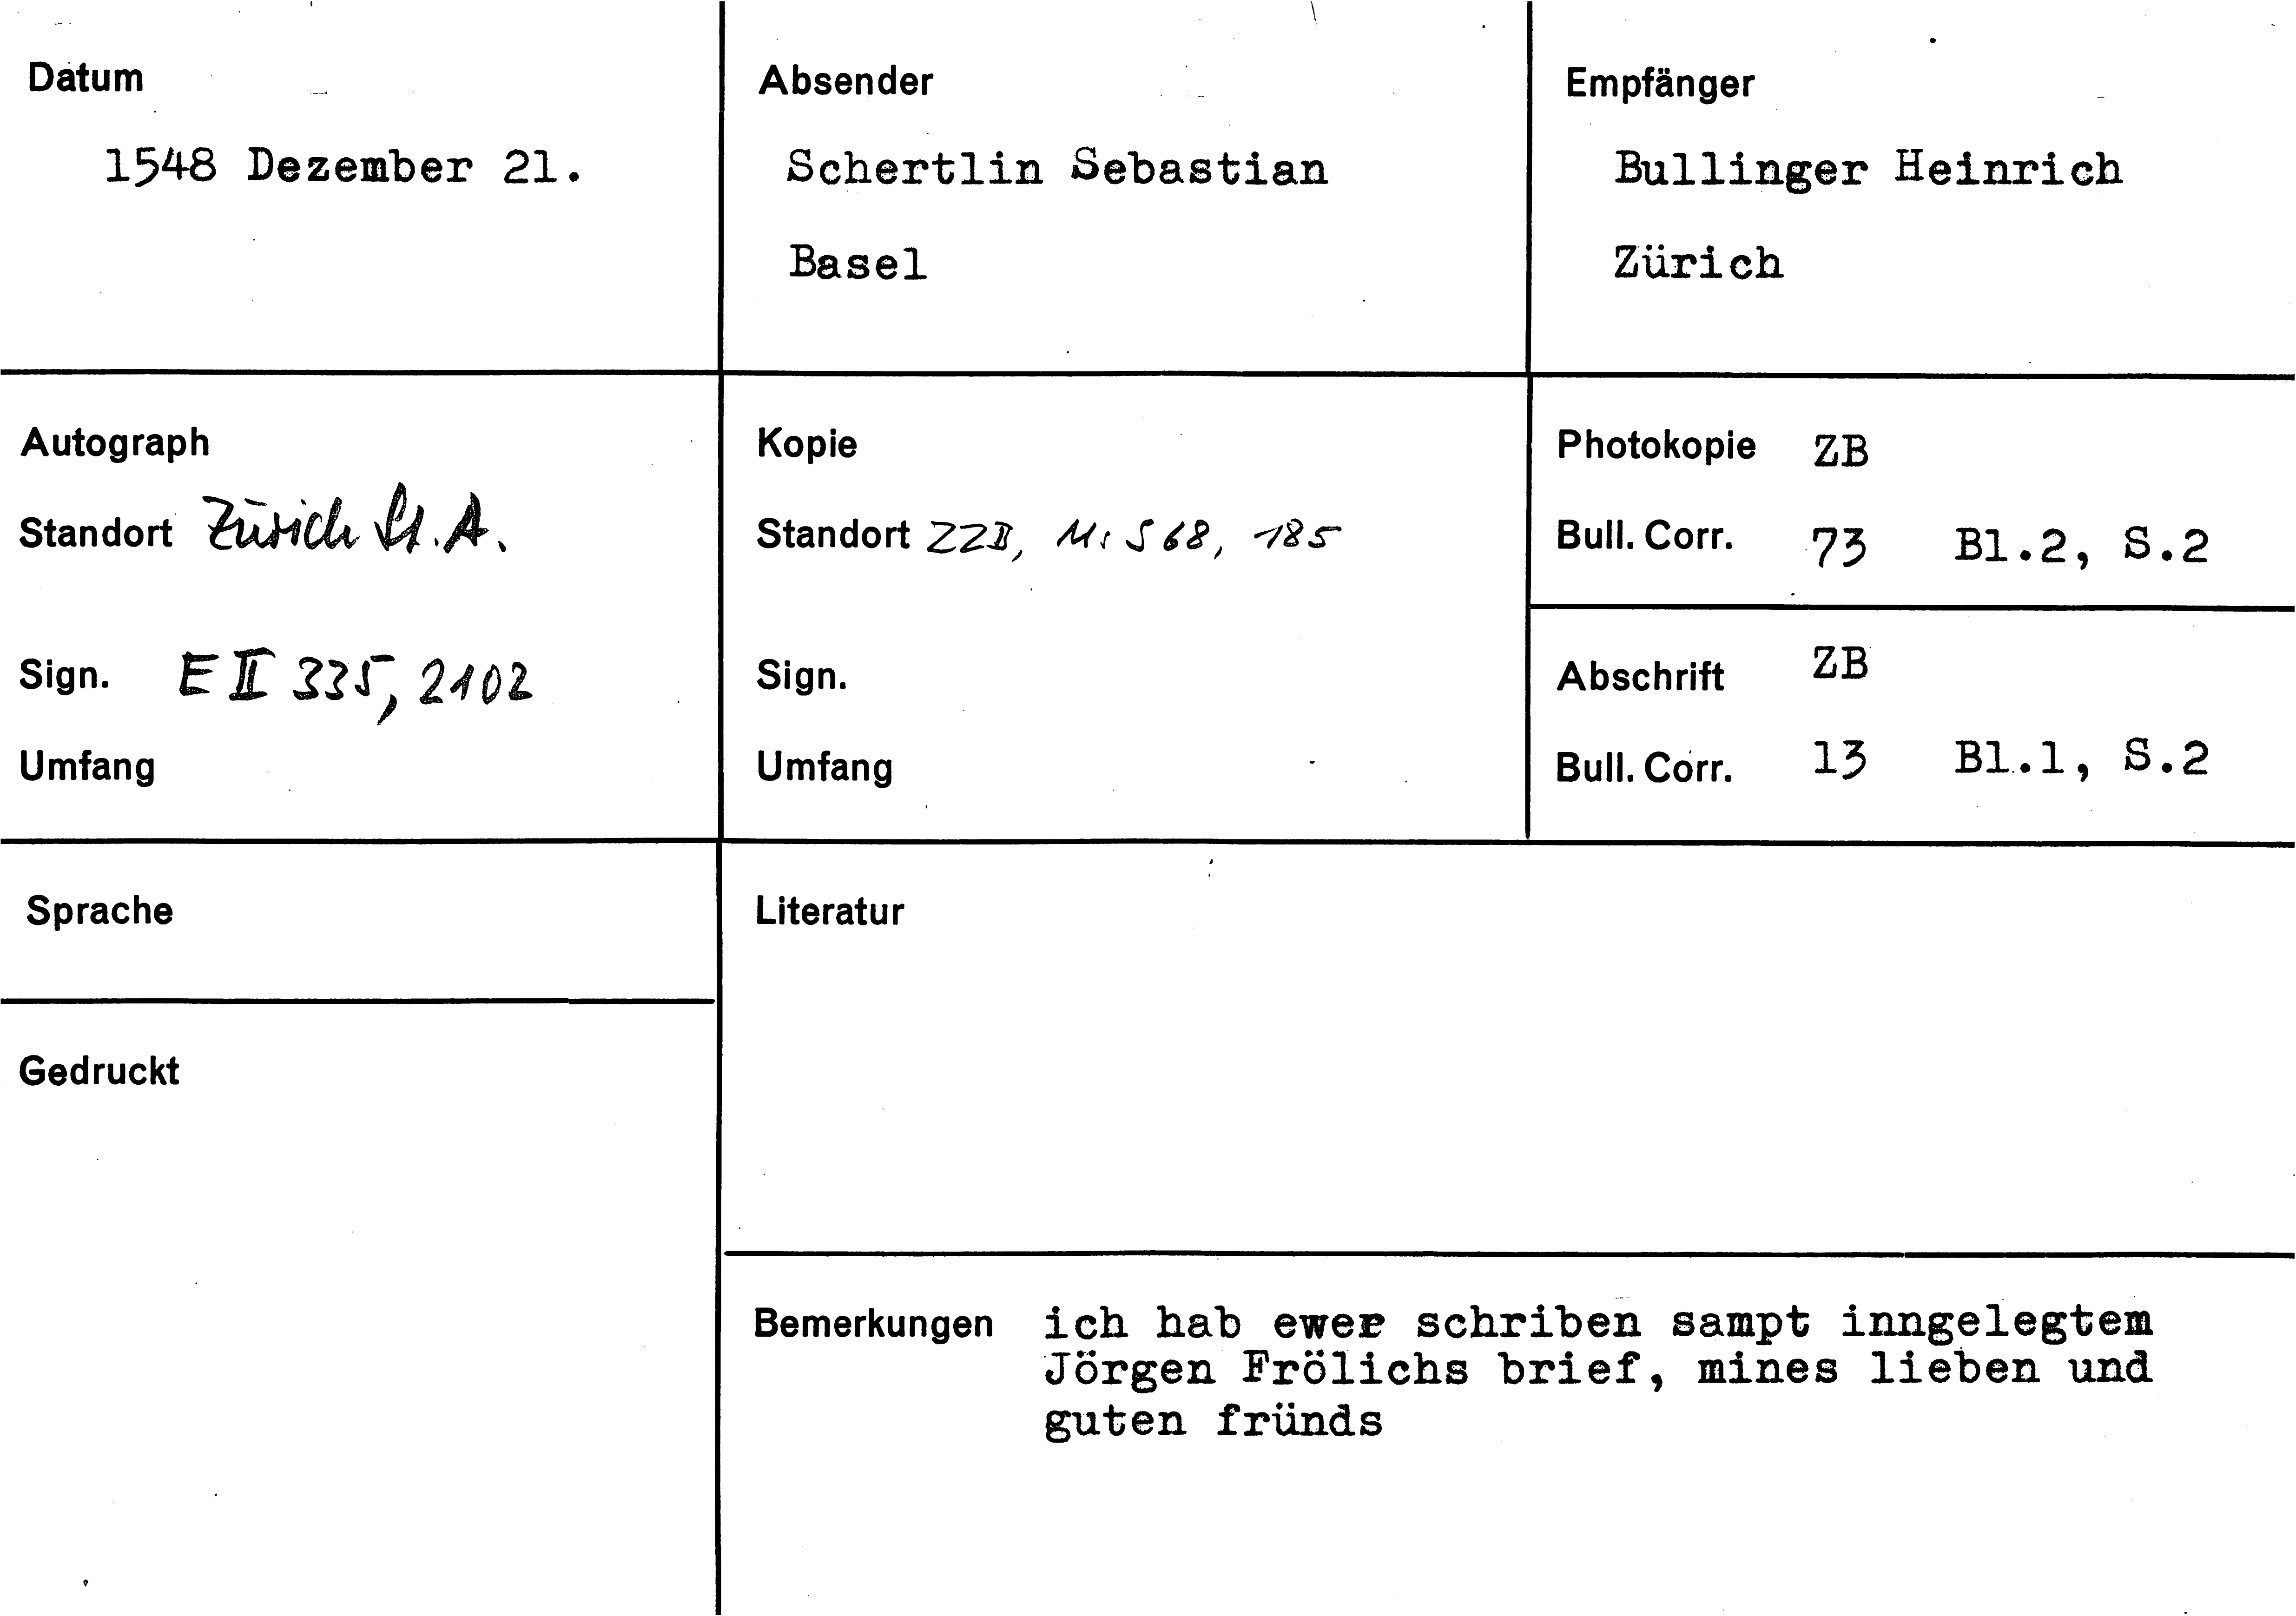 Datum
1548 Dezember 21.
Absender
Schertlin Sebastian
Basel
Empfänger
Bullinger Heinrich
Zürich
Autograph
Standort Zürich St.A.
Sign. E II 335, 2102
Umfang
Kopie
Standort ZZB, Ms S 68, 185
Sign.
Umfang
Photokopie ZB
Bull. Corr. 73 Bl.2, S.2
Abschrift ZB
Bull. Corr. 13 Bl.1, S.2
Sprache
Gedruckt
Literatur
Bemerkungen ich hab ewer schriben sampt inngelegtem
Jörgen Frölichs brief, mines lieben und
guten fründs